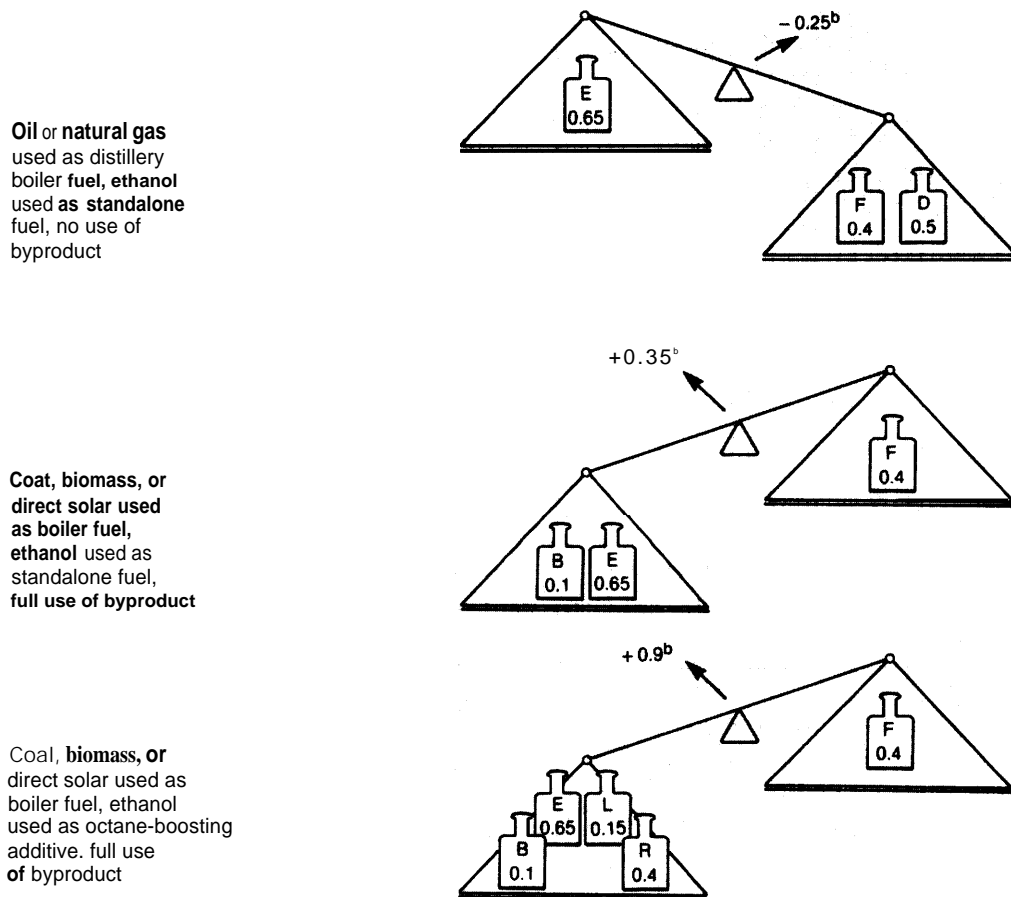 − 0.25b
E
0.65
Oil or natural gas
used as distillery
boiler fuel, ethanol
used as standalone
fuel, no use of
byproduct
F
0.4
D
0.5
+0.35b
F
0.4
Coat, biomass, or
direct solar used
as boiler fuel,
ethanol used as
standalone fuel,
full use of byproduct
B
0.1
E
0.65
+ 0.9b
F
0.4
Coal, biomass, or
direct solar used as
boiler fuel, ethanol
used as octane-boosting
additive. full use
of byproduct
E
0.65
L
0.15
B
0.1
R
0.4